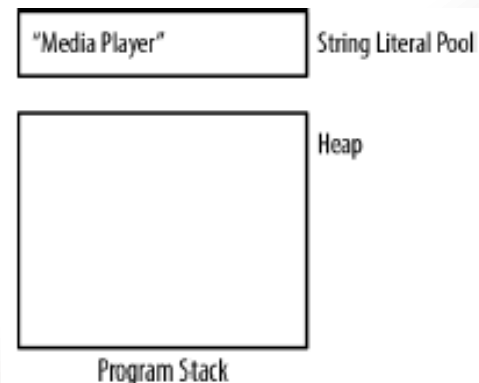 “Media Player”
String Literal Pool
Heap
Program Stack